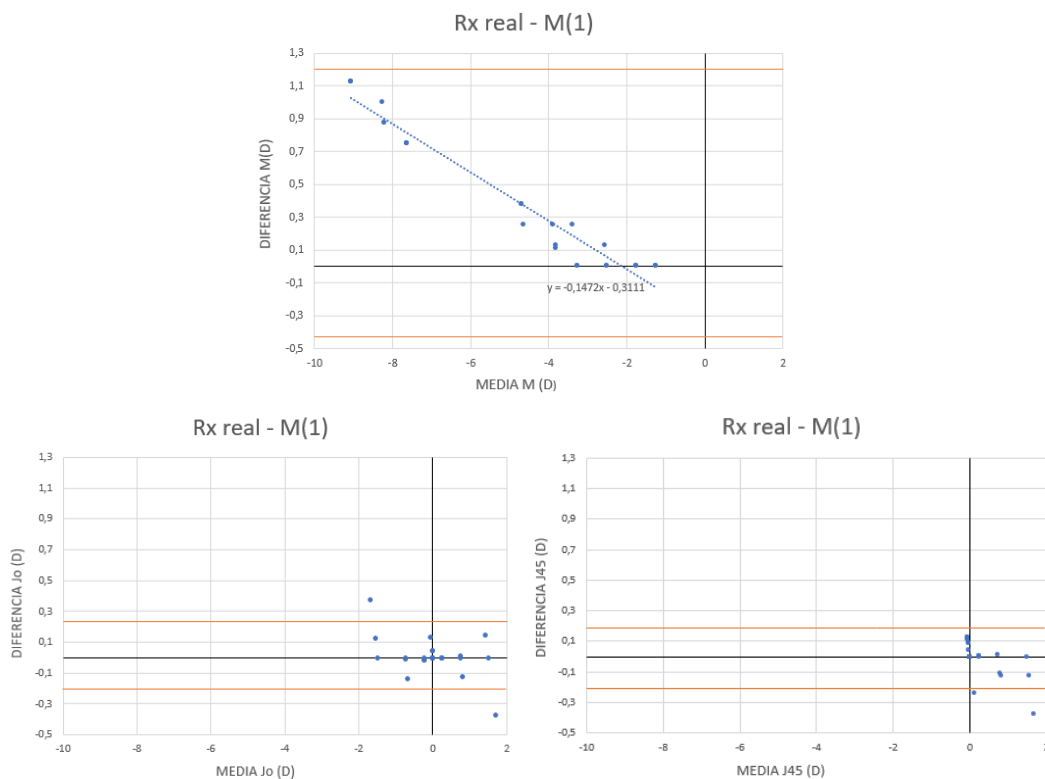 Rx real - M(1)
1,3
1,1
0,9
0,7
0,5
0,3
0,1
-0,1
-0,3
-0,5
DIFERENCIA M(D)
y = -0,1472x - 0,3111
-10 -8 -6 -4 -2 0 2
MEDIA M (D)
Rx real - M(1)
1,3
1,1
0,9
0,7
0,5
0,3
0,1
-0,1
-0,3
-0,5
DIFERENCIA Jo (D)
-10 -8 -6 -4 -2 0 2
MEDIA Jo (D)
Rx real - M(1)
1,3
1,1
0,9
0,7
0,5
0,3
0,1
-0,1
-0,3
-0,5
DIFERENCIA J45 (D)
-10 -8 -6 -4 -2 0 2
MEDIA J45 (D)